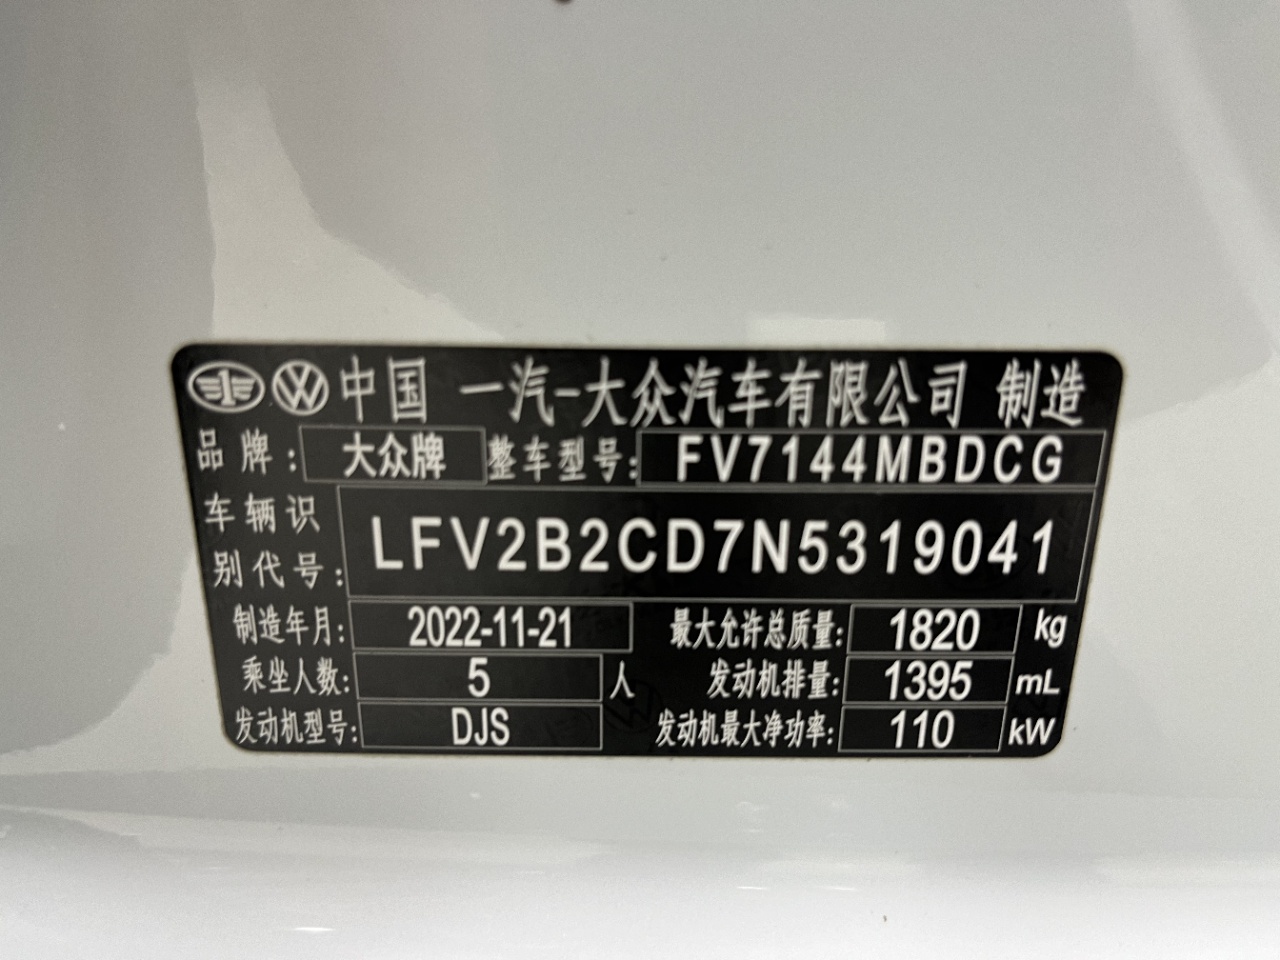 中国 一汽-大众汽车有限公司 制造
品牌: 大众牌 整车型号: FV7144MBDCG
车辆识
别代号: LFV2B2CD7N5319041
制造年月: 2022-11-21 最大允许总质量: 1820 kg
乘坐人数: 5 人 发动机排量: 1395 mL
发动机型号: DJS 发动机最大净功率: 110 kW